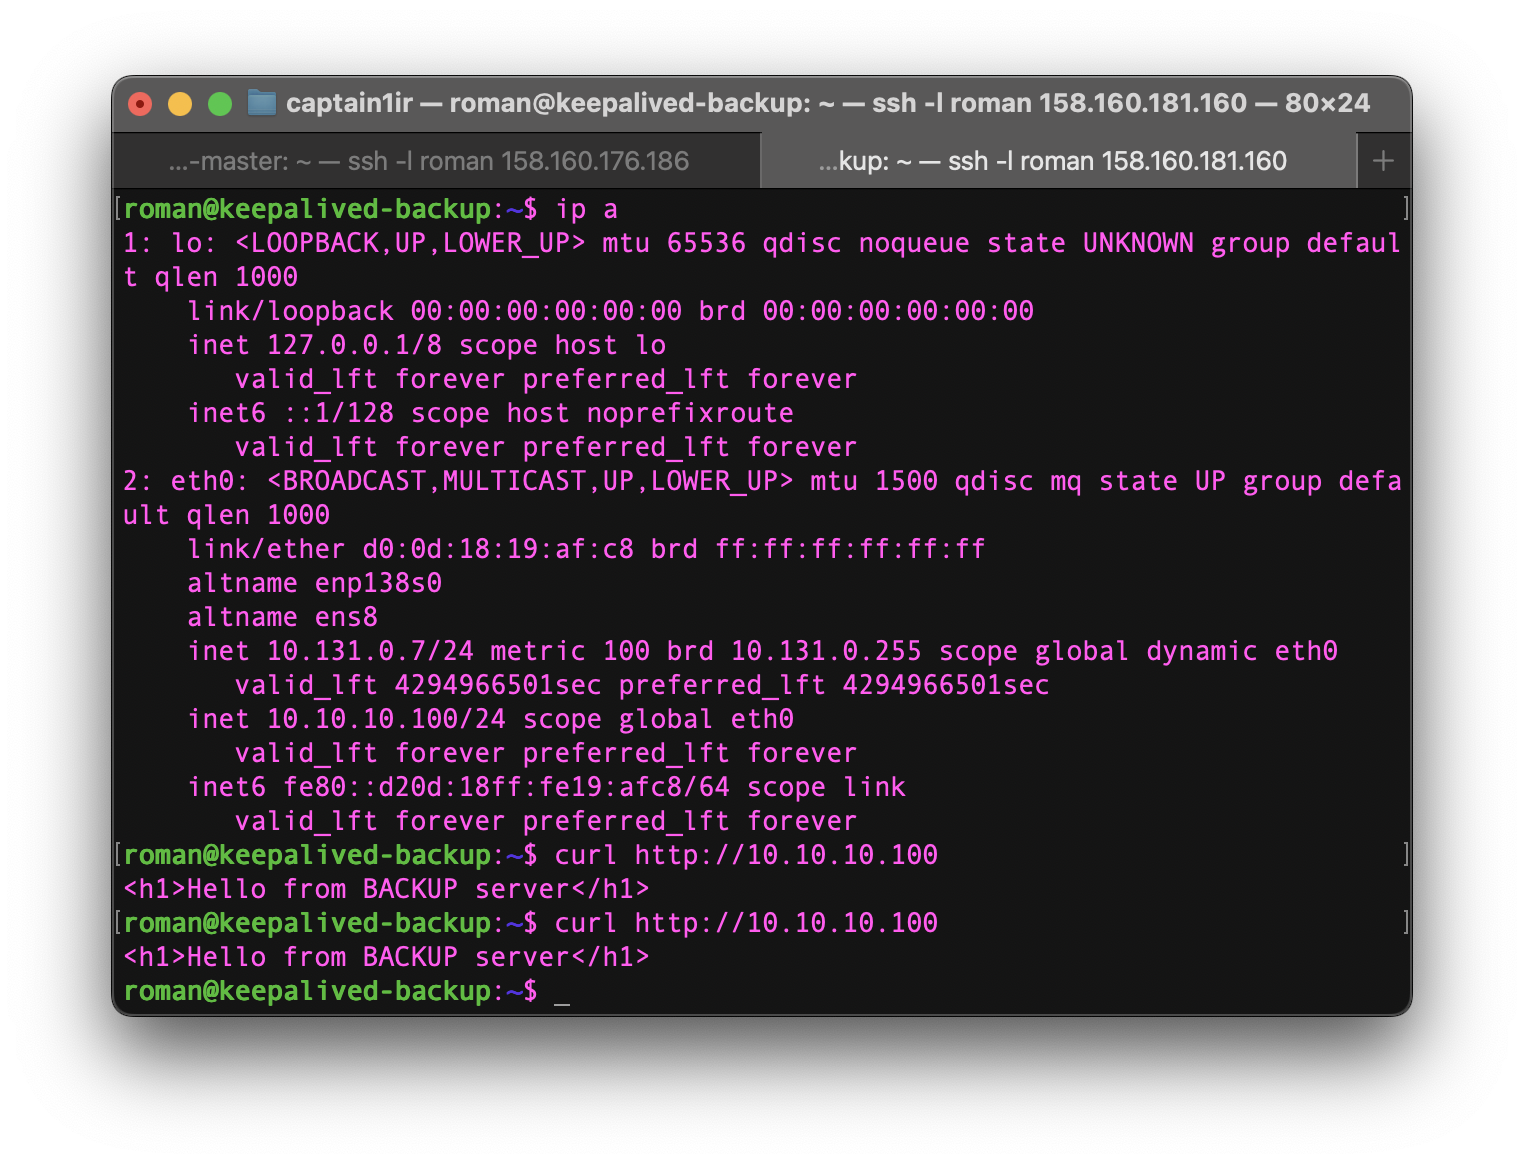 captain1ir — roman@keepalived-backup: ~ — ssh -l roman 158.160.181.160 — 80×24
...-master: ~ — ssh -l roman 158.160.176.186
...kup: ~ — ssh -l roman 158.160.181.160
+
[roman@keepalived-backup:~$ ip a ]
1: lo: <LOOPBACK,UP,LOWER_UP> mtu 65536 qdisc noqueue state UNKNOWN group defaul
t qlen 1000
    link/loopback 00:00:00:00:00:00 brd 00:00:00:00:00:00
    inet 127.0.0.1/8 scope host lo
       valid_lft forever preferred_lft forever
    inet6 ::1/128 scope host noprefixroute
       valid_lft forever preferred_lft forever
2: eth0: <BROADCAST,MULTICAST,UP,LOWER_UP> mtu 1500 qdisc mq state UP group defa
ult qlen 1000
    link/ether d0:0d:18:19:af:c8 brd ff:ff:ff:ff:ff:ff
    altname enp138s0
    altname ens8
    inet 10.131.0.7/24 metric 100 brd 10.131.0.255 scope global dynamic eth0
       valid_lft 4294966501sec preferred_lft 4294966501sec
    inet 10.10.10.100/24 scope global eth0
       valid_lft forever preferred_lft forever
    inet6 fe80::d20d:18ff:fe19:afc8/64 scope link
       valid_lft forever preferred_lft forever
[roman@keepalived-backup:~$ curl http://10.10.10.100 ]
<h1>Hello from BACKUP server</h1>
[roman@keepalived-backup:~$ curl http://10.10.10.100 ]
<h1>Hello from BACKUP server</h1>
roman@keepalived-backup:~$ _